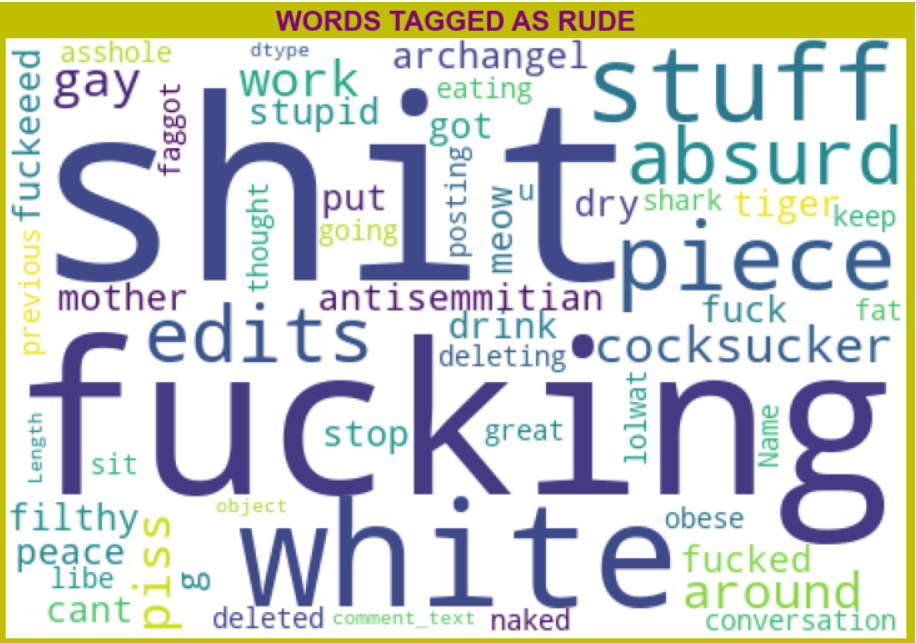 WORDS TAGGED AS RUDE
asshole
dtype
archangel
stuff
gay
work
eating
fuckeeed
faggot
stupid
got
shit
absurd
thought
put
posting
meow
u
dry
shark
tiger
keep
going
previous
piece
mother
antisemmitian
fuck
fat
edits
drink
deleting
cocksucker
fucking
Length
stop
great
lolwat
Name
sit
object
filthy
piss
white
obese
peace
fucked
libe
g
around
cant
deleted
comment_text
naked
conversation